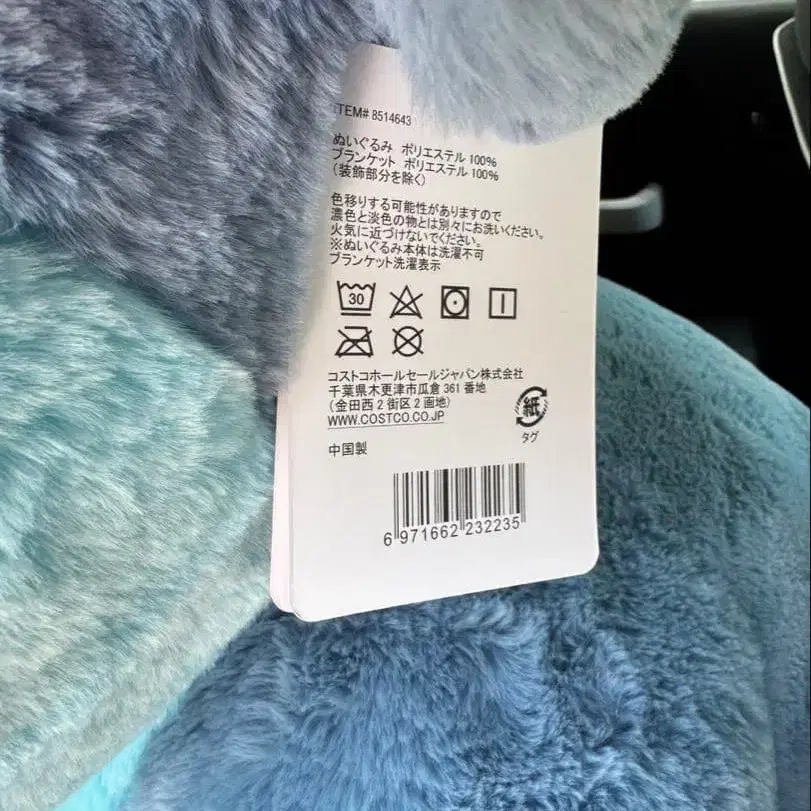 ITEM# 8514643
ぬいぐるみ ポリエステル 100%
ブランケット ポリエステル 100%
（装飾部分を除く）
色移りする可能性がありますので
濃色と淡色の物とは別々にお洗いください。
火気に近づけないでください。
※ぬいぐるみ本体は洗濯不可
ブランケット洗濯表示
30
コストコホールセールジャパン株式会社
千葉県木更津市瓜倉 361 番地
（金田西 2 街区 2 画地）
WWW.COSTCO.CO.JP
紙
タグ
中国製
6 971662 232235